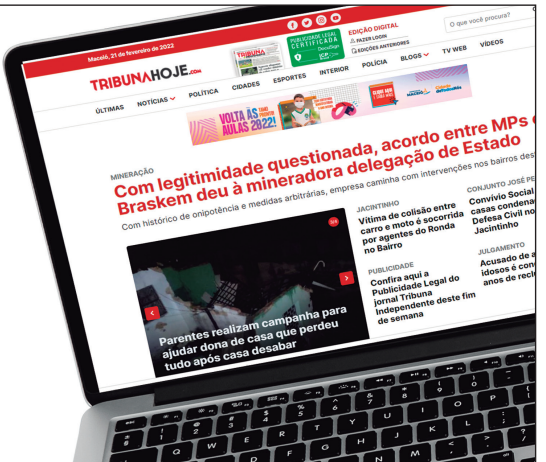 Maceió, 21 de fevereiro de 2022
TRIBUNAHOJE.COM
TRIBUNA
PUBLICIDADE LEGAL
CERTIFICADA
DocuSign
ICP
EDIÇÃO DIGITAL
FAZER LOGIN
EDIÇÕES ANTERIORES
O que você procura?
ÚLTIMAS NOTÍCIAS POLÍTICA CIDADES ESPORTES INTERIOR POLÍCIA BLOGS TV WEB VÍDEOS
VOLTA ÀS
AULAS 2022!
MINERAÇÃO
Com legitimidade questionada, acordo entre MPs
Braskem deu à mineradora delegação de Estado
Com histórico de onipotência e medidas arbitrárias, empresa caminha com intervenções nos bairros
Parentes realizam campanha para
ajudar dona de casa que perdeu
tudo após casa desabar
JACINTINHO
Vítima de colisão entre
carro e moto é socorrida
por agentes do Ronda
no Bairro
PUBLICIDADE
Confira aqui a
Publicidade Legal do
jornal Tribuna
Independente deste fim
de semana
CONJUNTO JOSÉ
Convívio Social
casas
Defesa Civil no
Jacintinho
JULGAMENTO
Acusado de
idosos é
anos de
Q W E R T Y U I O P
D F G H J K L
N M